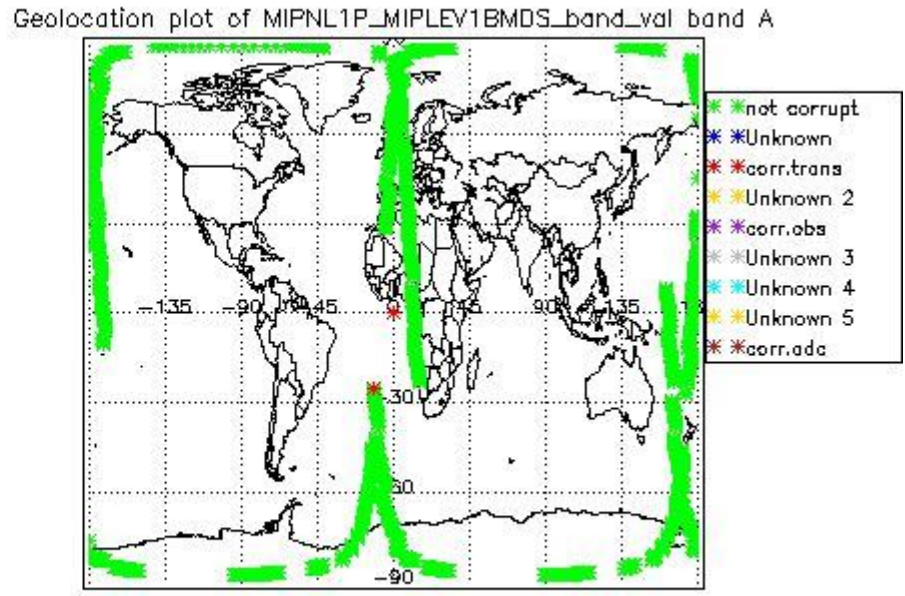 Geolocation plot of MIPNL1P_MIPLEV1BMDS_band_val band A
not corrupt
Unknown
corr.trans
Unknown 2
corr.obs
Unknown 3
Unknown 4
Unknown 5
corr.adc
-135 -90 45 45 90 135
-30
-60
-90